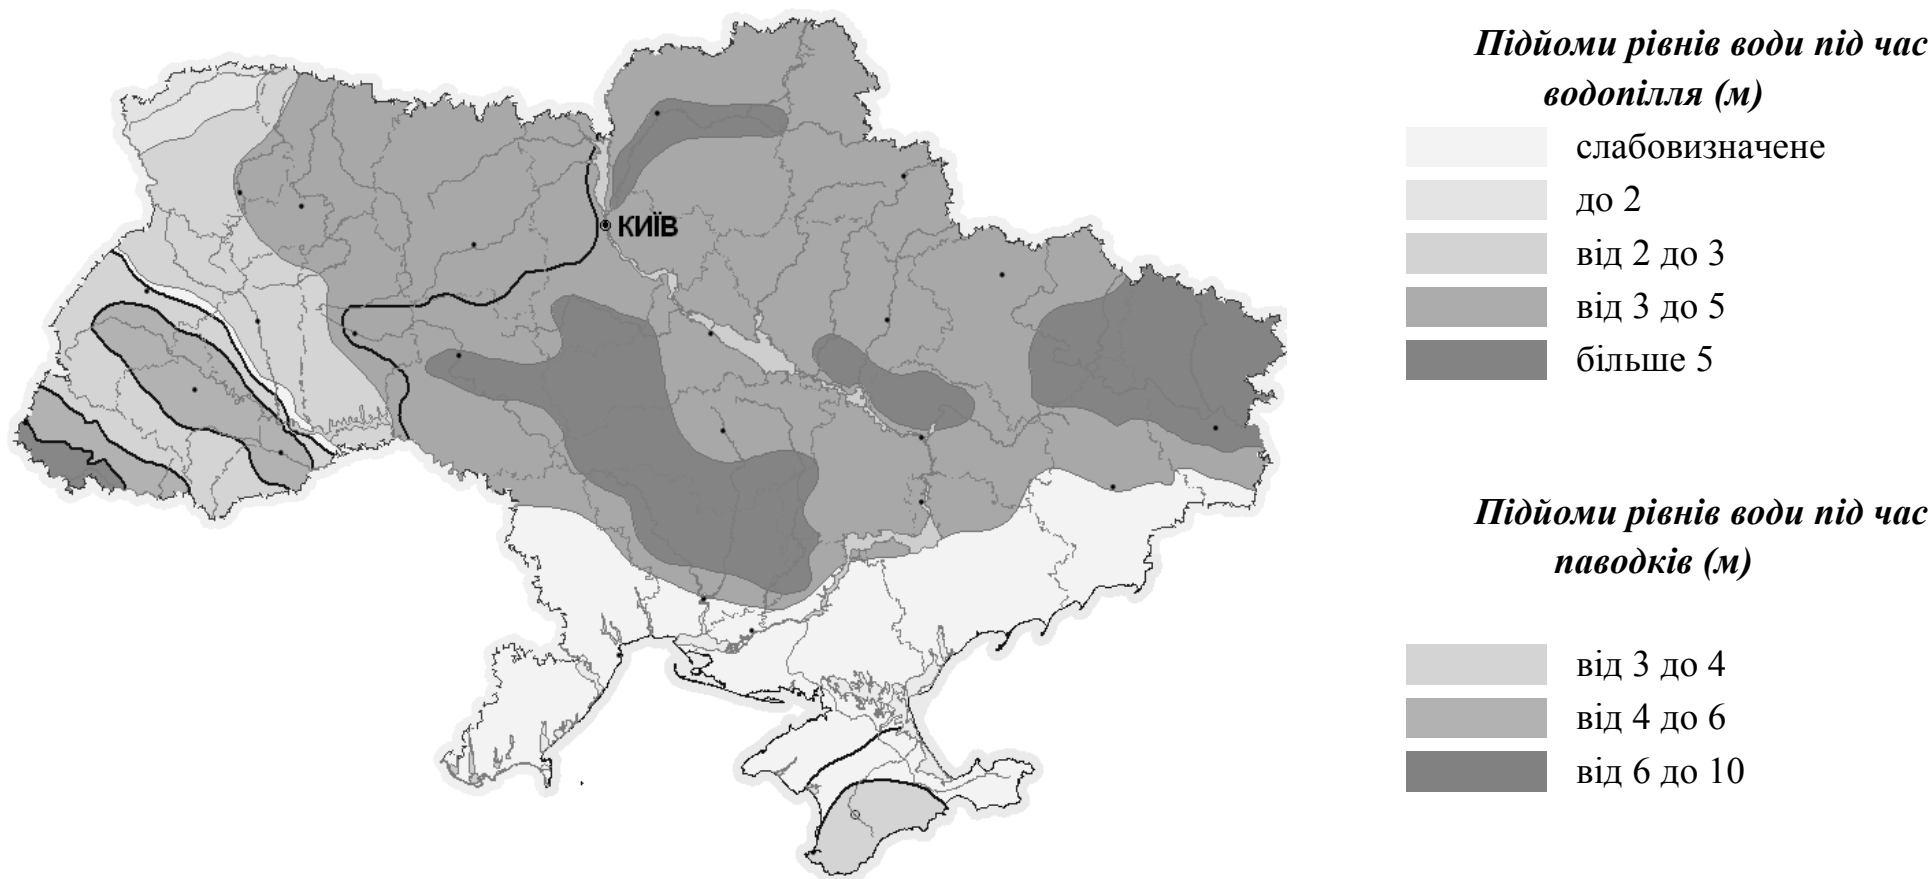 КИЇВ
Підйоми рівнів води під час
водопілля (м)
слабовизначене
до 2
від 2 до 3
від 3 до 5
більше 5
Підйоми рівнів води під час
паводків (м)
від 3 до 4
від 4 до 6
від 6 до 10